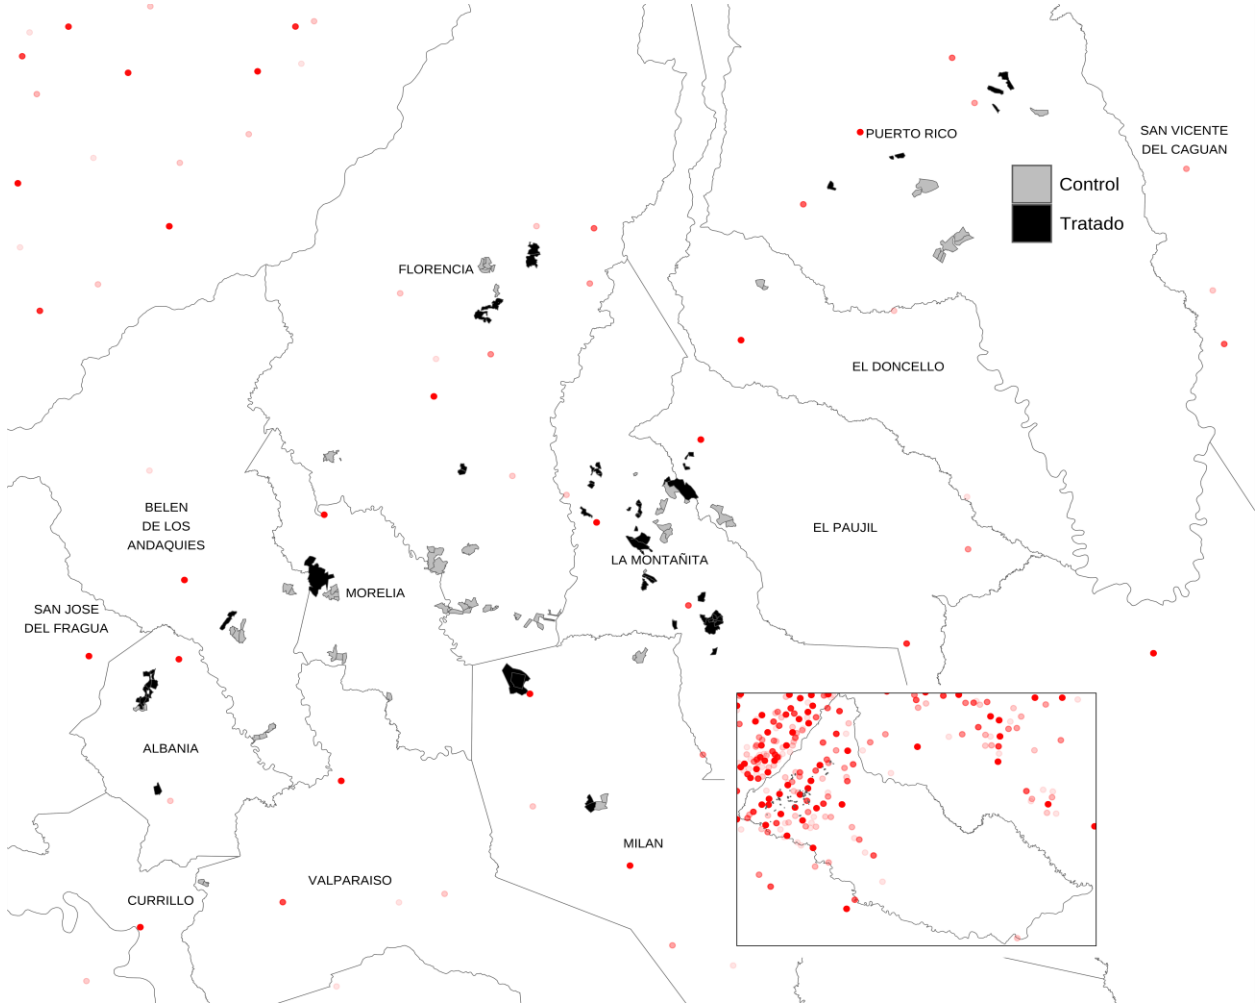 PUERTO RICO
SAN VICENTE
DEL CAGUAN
Control
Tratado
FLORENCIA
EL DONCELLO
BELEN
DE LOS
ANDAQUIES
EL PAUJIL
LA MONTAÑITA
MORELIA
SAN JOSE
DEL FRAGUA
ALBANIA
MILAN
VALPARAISO
CURRILLO